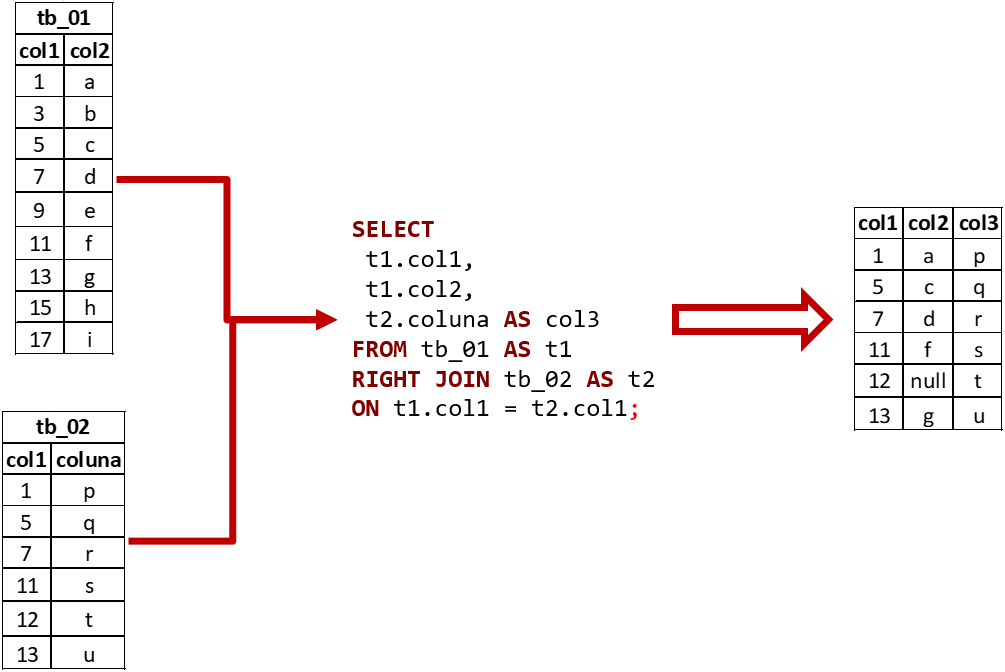 tb_01
col1 col2
1 a
3 b
5 c
7 d
9 e
11 f
13 g
15 h
17 i
tb_02
col1 coluna
1 p
5 q
7 r
11 s
12 t
13 u
SELECT
t1.col1,
t1.col2,
t2.coluna AS col3
FROM tb_01 AS t1
RIGHT JOIN tb_02 AS t2
ON t1.col1 = t2.col1;
col1 col2 col3
1 a p
5 c q
7 d r
11 f s
12 null t
13 g u